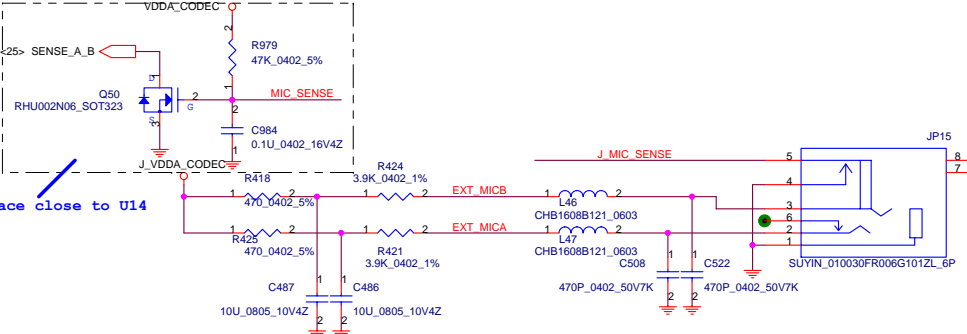 VDDA_CODEC
<25> SENSE_A_B
2
R979
47K_0402_5%
1
D
1
Q50
RHU002N06_SOT323
2
G
MIC_SENSE
S
3
2
C984
0.1U_0402_16V4Z
1
J_VDDA_CODEC
ace close to U14
JP15
J_MIC_SENSE
5
8
7
4
R418
1
2
470_0402_5%
R424
3.9K_0402_1%
1
2
EXT_MICB
1
2
L46
CHB1608B121_0603
3
6
2
1
1
2
R425
470_0402_5%
1
2
R421
3.9K_0402_1%
EXT_MICA
1
2
L47
CHB1608B121_0603
SUYIN_010030FR006G101ZL_6P
C487
1
1
C486
10U_0805_10V4Z
2
2
10U_0805_10V4Z
C508
1
1
C522
470P_0402_50V7K
2
2
470P_0402_50V7K